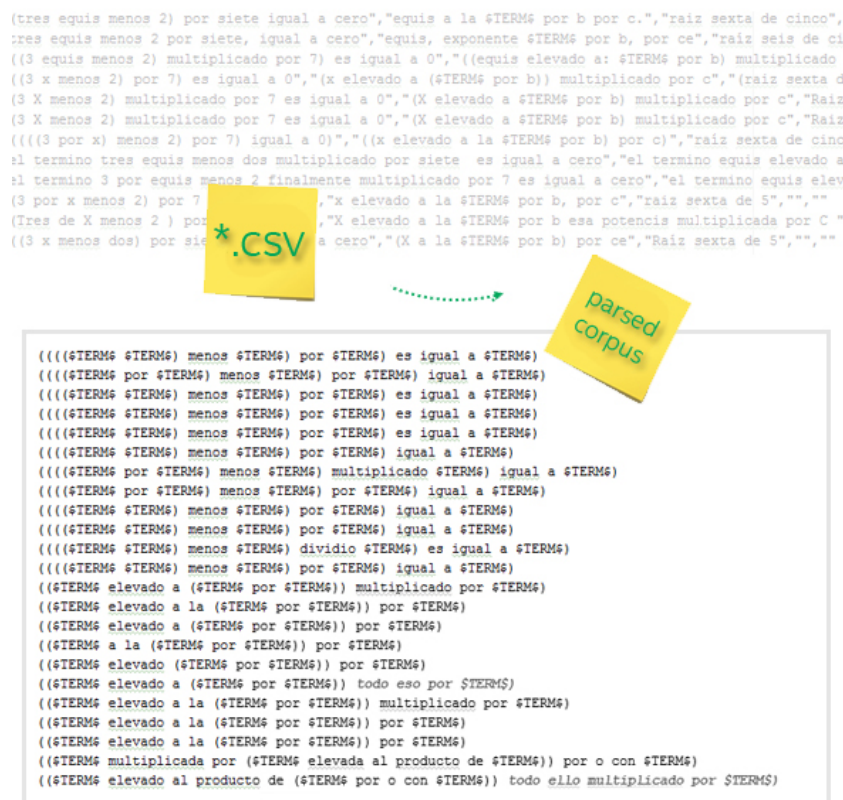 (tres equis menos 2) por siete igual a cero","equis a la $TERM$ por b por c.","raiz sexta de cinco",
tres equis menos 2 por siete, igual a cero","equis, exponente $TERM$ por b, por ce","raíz seis de ci
((3 equis menos 2) multiplicado por 7) es igual a 0","((equis elevado a: $TERM$ por b) multiplicado
((3 x menos 2) por 7) es igual a 0","(x elevado a ($TERM$ por b)) multiplicado por c","(raiz sexta d
(3 X menos 2) multiplicado por 7 es igual a 0","(X elevado a $TERM$ por b) multiplicado por c","Raiz
(3 X menos 2) multiplicado por 7 es igual a 0","(X elevado a $TERM$ por b) multiplicado por c","Raiz
((((3 por x) menos 2) por 7) igual a 0)","((x elevado a la $TERM$ por b) por c)","raíz sexta de cinc
el termino tres equis menos dos multiplicado por siete  es igual a cero","el termino equis elevado a
el termino 3 por equis menos 2 finalmente multiplicado por 7 es igual a cero","el termino equis elev
(3 por x menos 2) por 7 ","x elevado a la $TERM$ por b, por c","raiz sexta de 5","",""
(Tres de X menos 2 ) por ","X elevado a la $TERM$ por b esa potencis multiplicada por C "
((3 x menos dos) por sie a cero","(X a la $TERM$ por b) por ce","Raiz sexta de 5","",""
*.CSV
parsed
corpus
(((($TERM$ $TERM$) menos $TERM$) por $TERM$) es igual a $TERM$)
(((($TERM$ por $TERM$) menos $TERM$) por $TERM$) igual a $TERM$)
(((($TERM$ $TERM$) menos $TERM$) por $TERM$) es igual a $TERM$)
(((($TERM$ $TERM$) menos $TERM$) por $TERM$) es igual a $TERM$)
(((($TERM$ $TERM$) menos $TERM$) por $TERM$) es igual a $TERM$)
(((($TERM$ $TERM$) menos $TERM$) por $TERM$) igual a $TERM$)
(((($TERM$ por $TERM$) menos $TERM$) multiplicado $TERM$) igual a $TERM$)
(((($TERM$ por $TERM$) menos $TERM$) por $TERM$) igual a $TERM$)
(((($TERM$ $TERM$) menos $TERM$) por $TERM$) igual a $TERM$)
(((($TERM$ $TERM$) menos $TERM$) por $TERM$) igual a $TERM$)
(((($TERM$ $TERM$) menos $TERM$) dividio $TERM$) es igual a $TERM$)
(((($TERM$ $TERM$) menos $TERM$) por $TERM$) igual a $TERM$)
(($TERM$ elevado a ($TERM$ por $TERM$)) multiplicado por $TERM$)
(($TERM$ elevado a la ($TERM$ por $TERM$)) por $TERM$)
(($TERM$ elevado a ($TERM$ por $TERM$)) por $TERM$)
(($TERM$ a la ($TERM$ por $TERM$)) por $TERM$)
(($TERM$ elevado ($TERM$ por $TERM$)) por $TERM$)
(($TERM$ elevado a ($TERM$ por $TERM$)) todo eso por $TERM$)
(($TERM$ elevado a la ($TERM$ por $TERM$)) multiplicado por $TERM$)
(($TERM$ elevado a la ($TERM$ por $TERM$)) por $TERM$)
(($TERM$ elevado a la ($TERM$ por $TERM$)) por $TERM$)
(($TERM$ multiplicada por ($TERM$ elevada al producto de $TERM$)) por o con $TERM$)
(($TERM$ elevado al producto de ($TERM$ por o con $TERM$)) todo ello multiplicado por $TERM$)